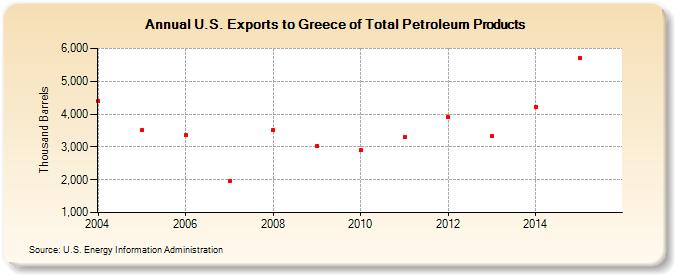 Annual U.S. Exports to Greece of Total Petroleum Products
Thousand Barrels
6,000
5,000
4,000
3,000
2,000
1,000
2004 2006 2008 2010 2012 2014
Source: U.S. Energy Information Administration